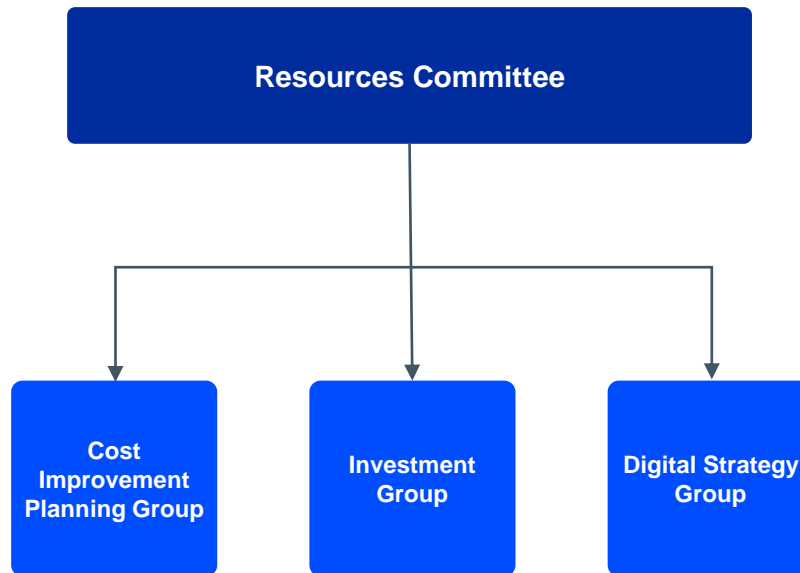 Resources Committee
Cost
Improvement
Planning Group
Investment
Group
Digital Strategy
Group